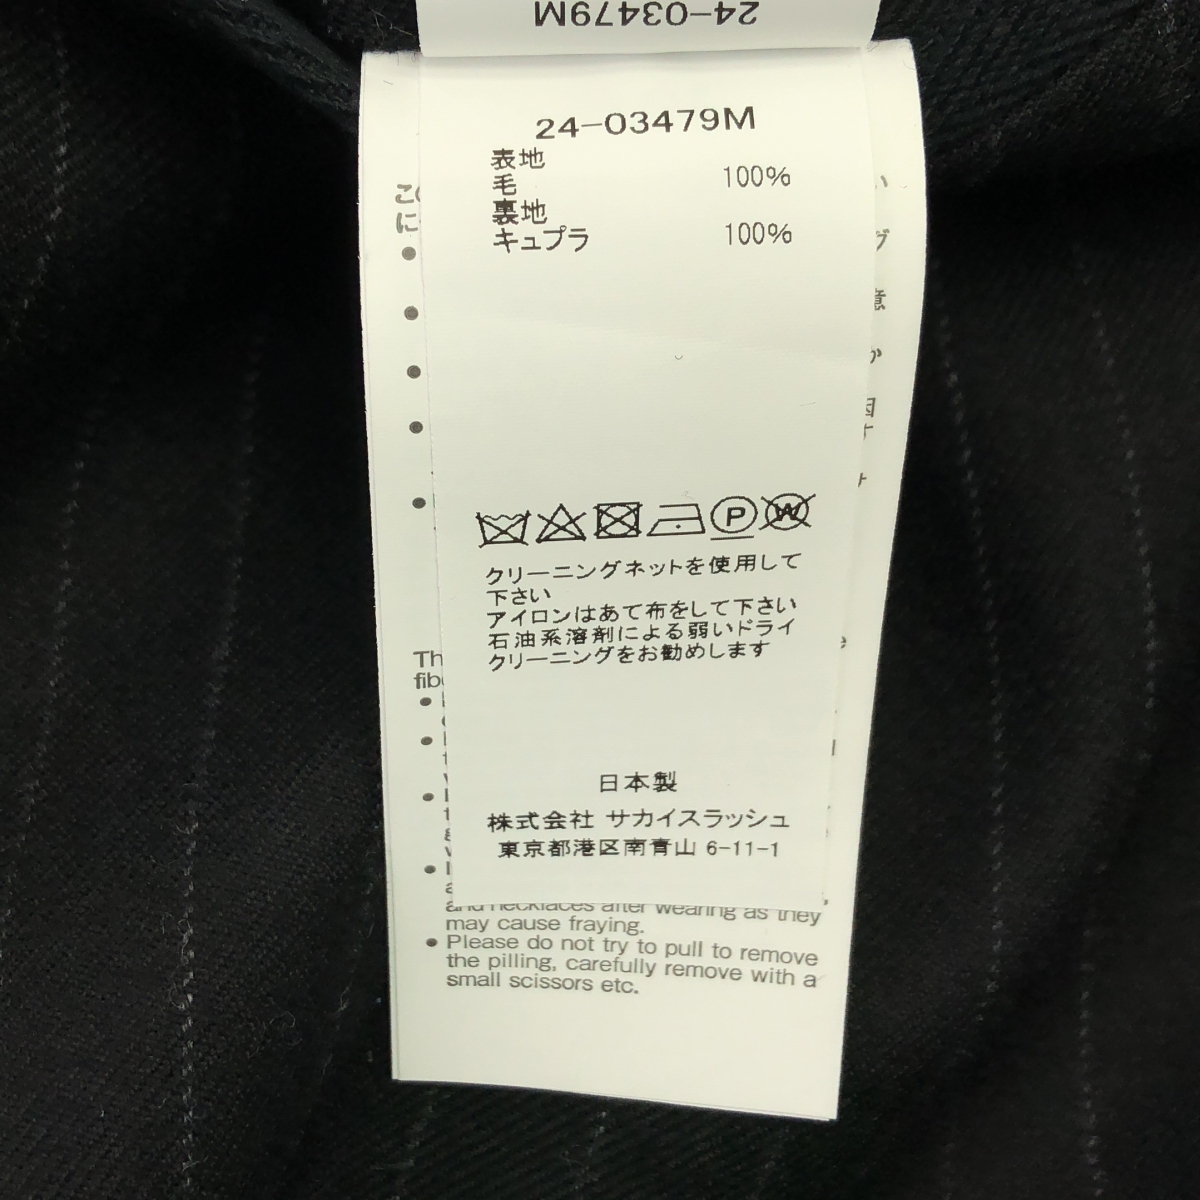 24-03479M
24-03479M
表地
毛 100%
裏地
キュプラ 100%
P W
クリーニングネットを使用して
下さい
アイロンはあて布をして下さい
石油系溶剤による弱いドライ
クリーニングをお勧めします
日本製
株式会社 サカイスラッシュ
東京都港区南青山 6-11-1
and necklaces after wearing as they
may cause fraying.
• Please do not try to pull to remove
the pilling, carefully remove with a
small scissors etc.